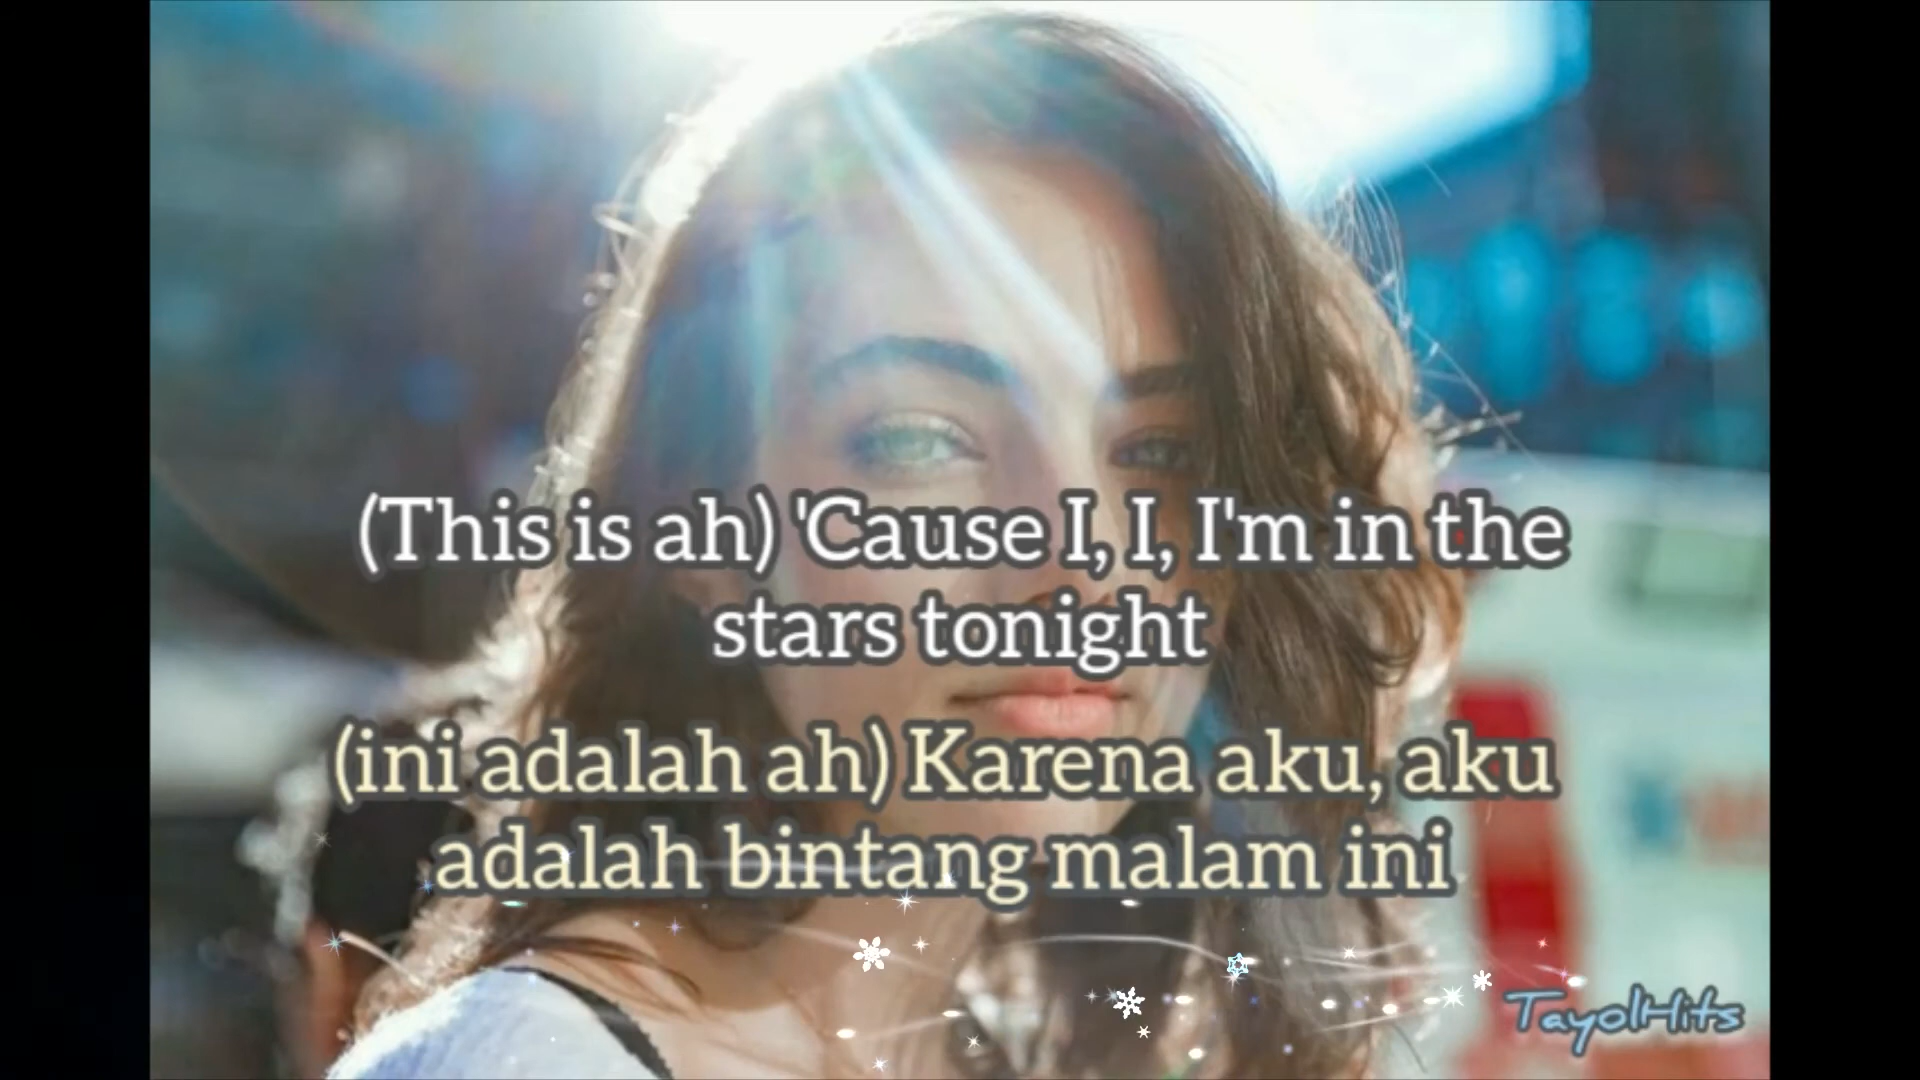 (This is ah) 'Cause I, I, I'm in the
stars tonight
(ini adalah ah) Karena aku, aku
adalah bintang malam ini
TayolHits